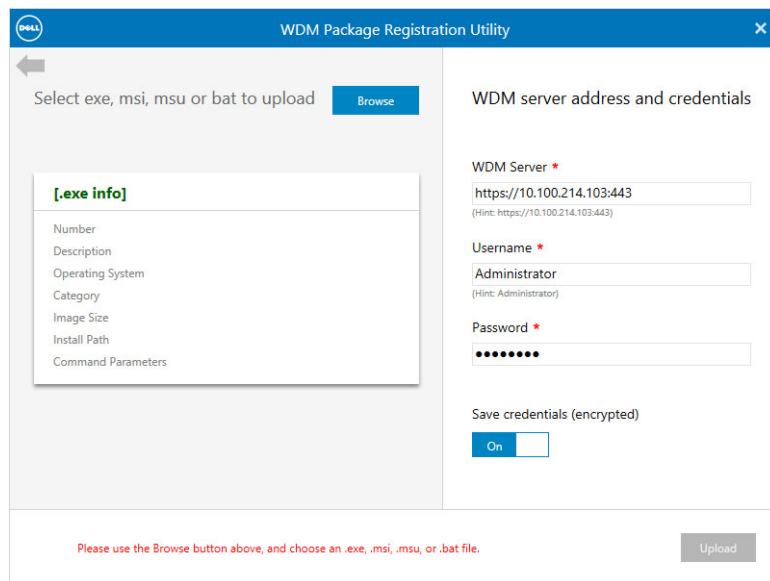 DELL
WDM Package Registration Utility
Select exe, msi, msu or bat to upload
Browse
[.exe info]
Number
Description
Operating System
Category
Image Size
Install Path
Command Parameters
WDM server address and credentials
WDM Server *
https://10.100.214.103:443
(Hint: https://10.100.214.103:443)
Username *
Administrator
(Hint: Administrator)
Password *
●●●●●●●●
Save credentials (encrypted)
On
Please use the Browse button above, and choose an .exe, .msi, .msu, or .bat file.
Upload